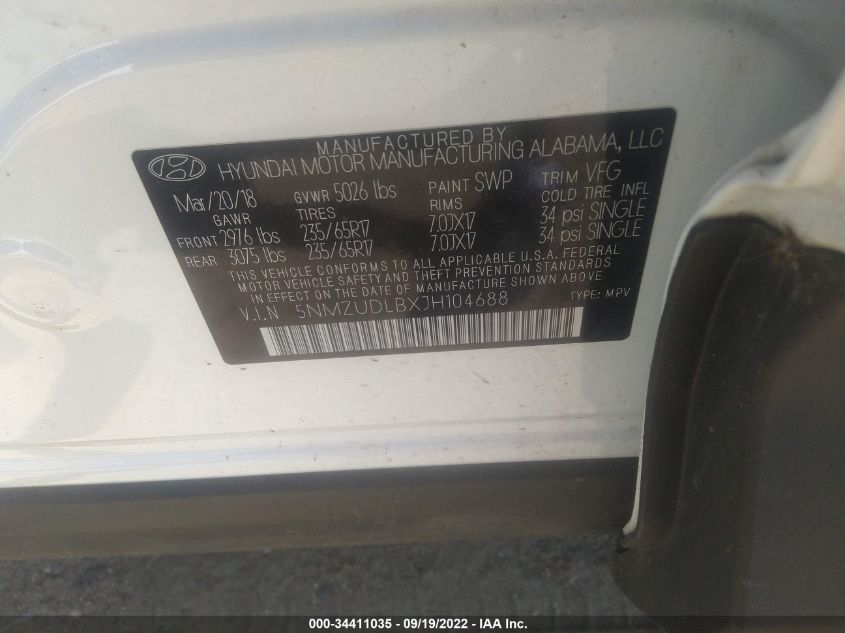 MANUFACTURED BY
HYUNDAI MOTOR MANUFACTURING ALABAMA, LLC
Mar/20/18 GVWR 5026 lbs PAINT SWP TRIM VFG
GAWR TIRES RIMS COLD TIRE INFL
FRONT 2976 lbs 235/65R17 7.0JX17 34 psi SINGLE
REAR 3075 lbs 235/65R17 7.0JX17 34 psi SINGLE
THIS VEHICLE CONFORMS TO ALL APPLICABLE U.S.A. FEDERAL
MOTOR VEHICLE SAFETY AND THEFT PREVENTION STANDARDS
IN EFFECT ON THE DATE OF MANUFACTURE SHOWN ABOVE
V.I.N 5NMZUDLBXJH104688 TYPE: MPV
000-34411035 - 09/19/2022 - IAA Inc.